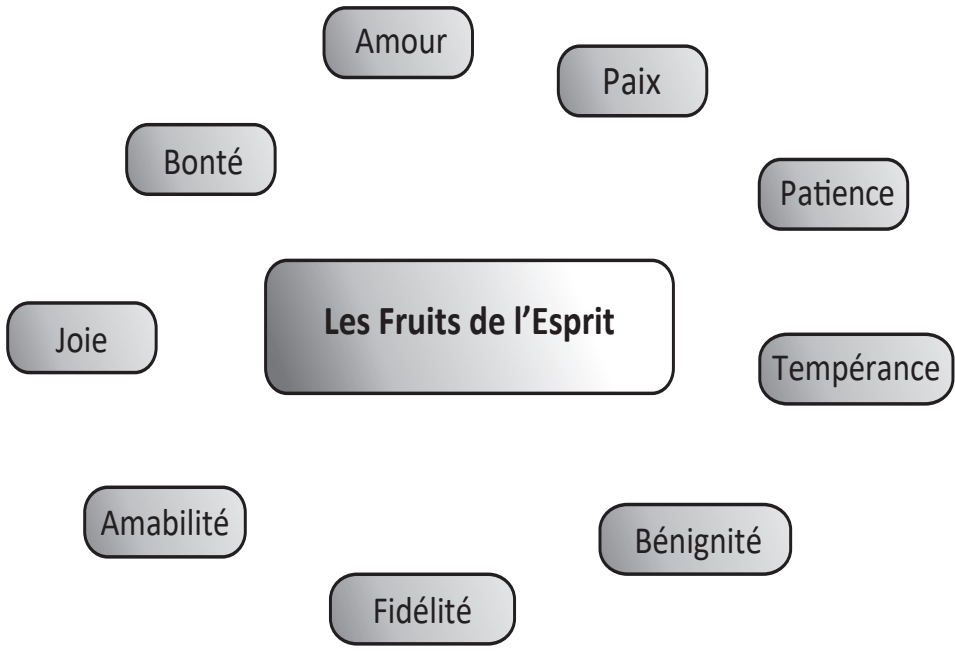 Amour
Paix
Bonté
Patience
Les Fruits de l’Esprit
Joie
Tempérance
Amabilité
Bénignité
Fidélité